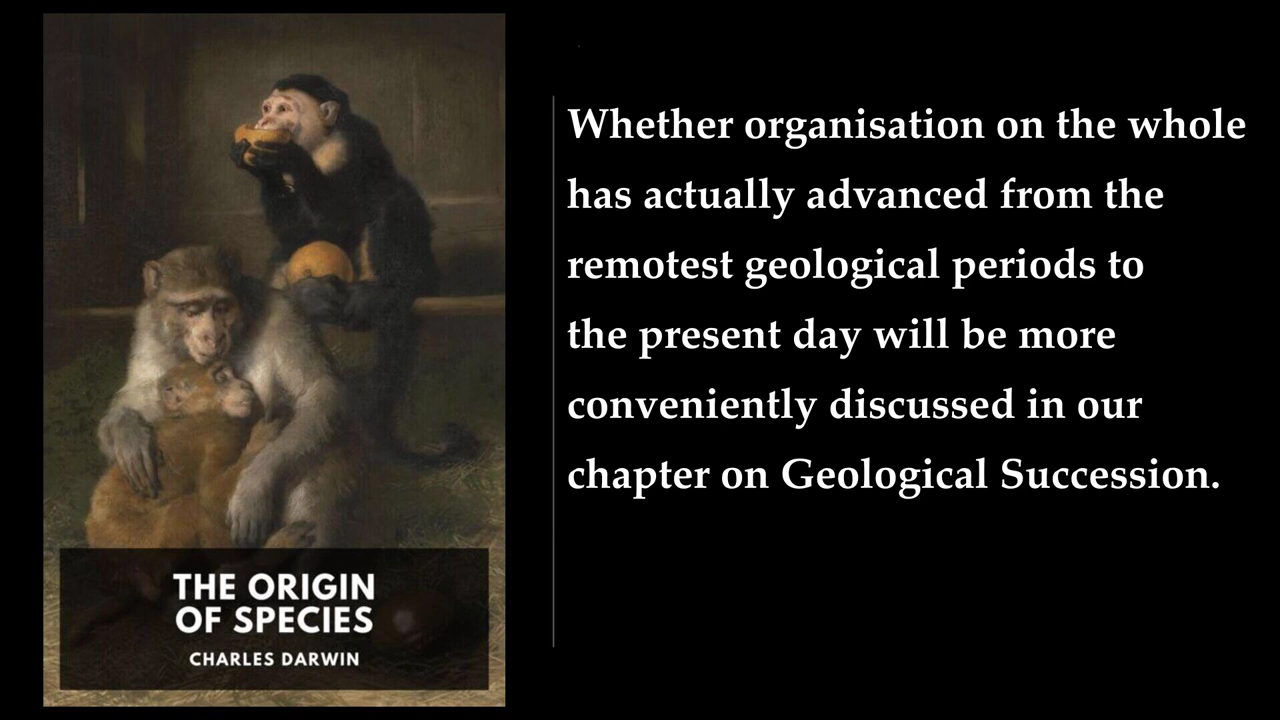 Whether organisation on the whole
has actually advanced from the
remotest geological periods to
the present day will be more
conveniently discussed in our
chapter on Geological Succession.
THE ORIGIN
OF SPECIES
CHARLES DARWIN